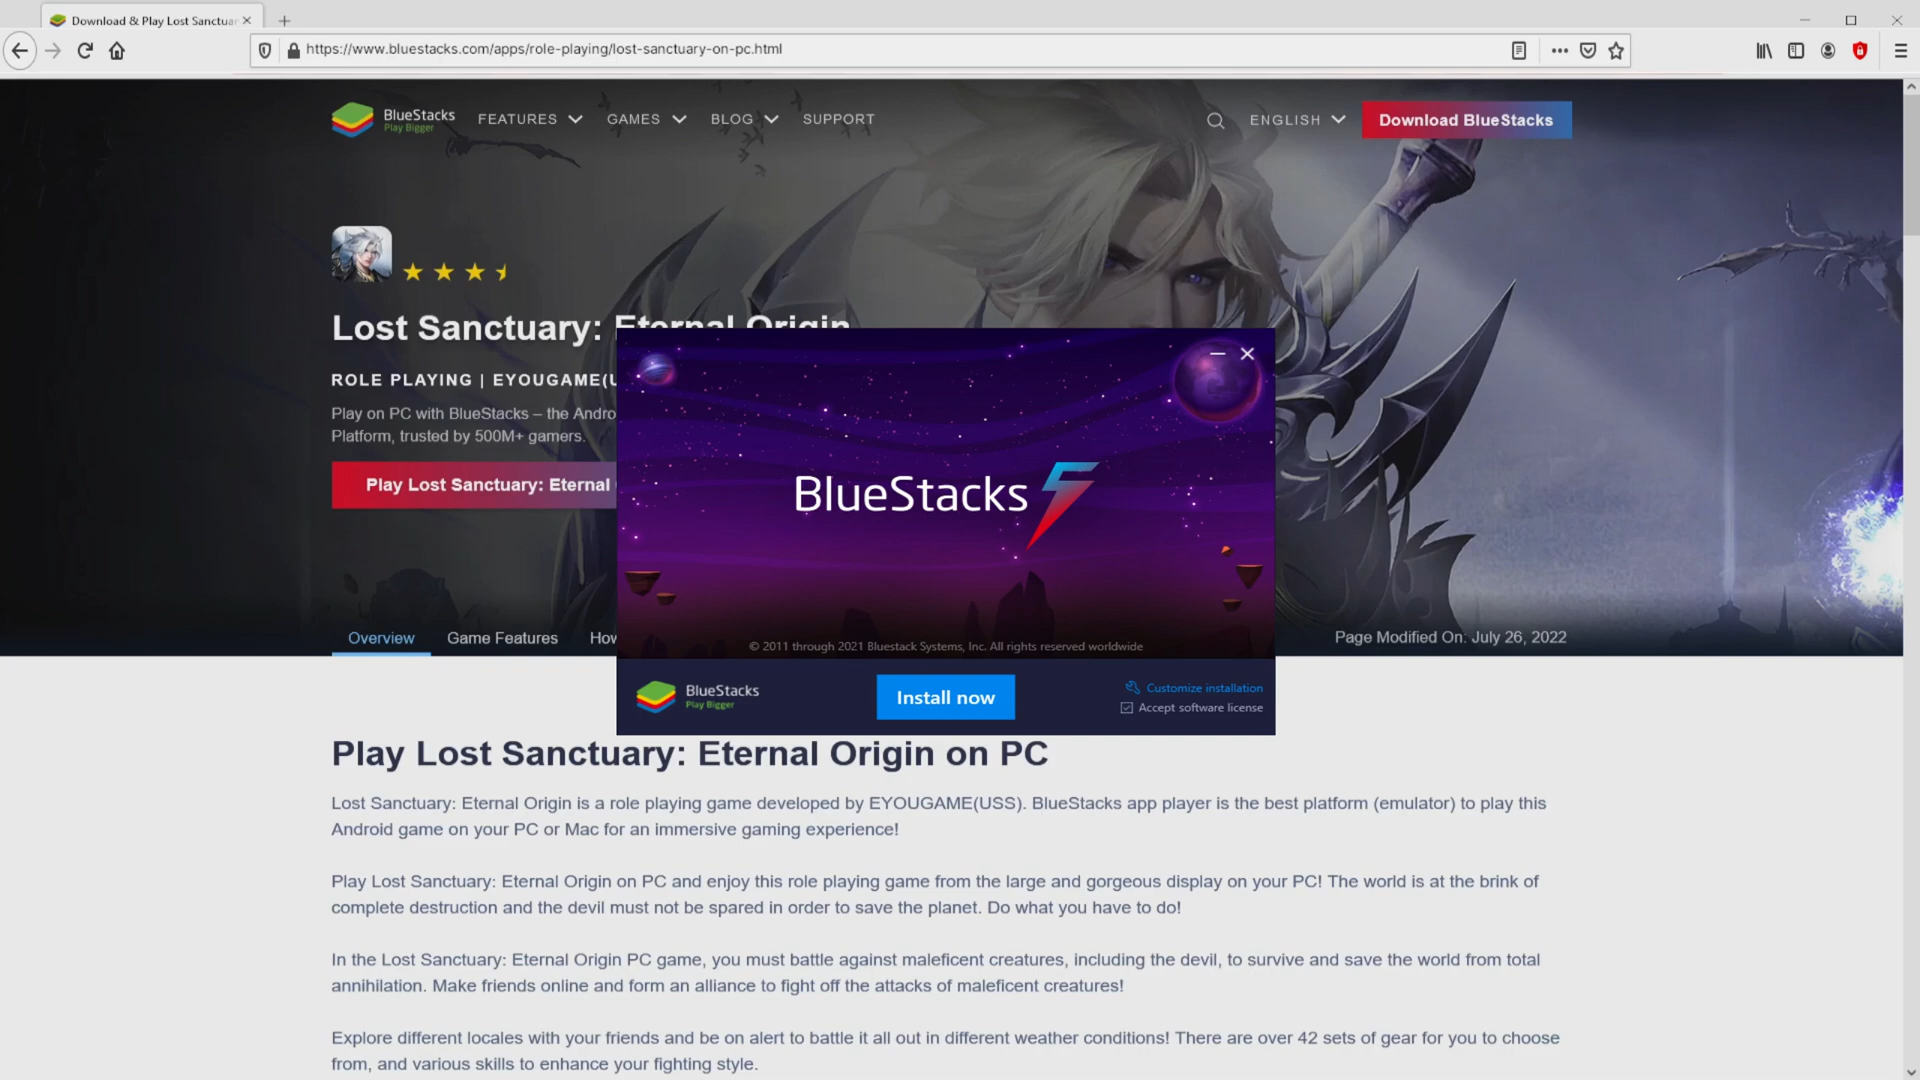 Download & Play Lost Sanctuar
https://www.bluestacks.com/apps/role-playing/lost-sanctuary-on-pc.html
BlueStacks
Play Bigger
FEATURES
GAMES
BLOG
SUPPORT
ENGLISH
Download BlueStacks
Lost Sanctuary: Eternal Origin
ROLE PLAYING | EYOUGAME(U
Play on PC with BlueStacks – the Andro
Platform, trusted by 500M+ gamers.
Play Lost Sanctuary: Eternal
BlueStacks 5
© 2011 through 2021 Bluestack Systems, Inc. All rights reserved worldwide
Overview
Game Features
How
Page Modified On: July 26, 2022
BlueStacks
Play Bigger
Install now
Customize installation
Accept software license
Play Lost Sanctuary: Eternal Origin on PC
Lost Sanctuary: Eternal Origin is a role playing game developed by EYOUGAME(USS). BlueStacks app player is the best platform (emulator) to play this
Android game on your PC or Mac for an immersive gaming experience!
Play Lost Sanctuary: Eternal Origin on PC and enjoy this role playing game from the large and gorgeous display on your PC! The world is at the brink of
complete destruction and the devil must not be spared in order to save the planet. Do what you have to do!
In the Lost Sanctuary: Eternal Origin PC game, you must battle against maleficent creatures, including the devil, to survive and save the world from total
annihilation. Make friends online and form an alliance to fight off the attacks of maleficent creatures!
Explore different locales with your friends and be on alert to battle it all out in different weather conditions! There are over 42 sets of gear for you to choose
from, and various skills to enhance your fighting style.